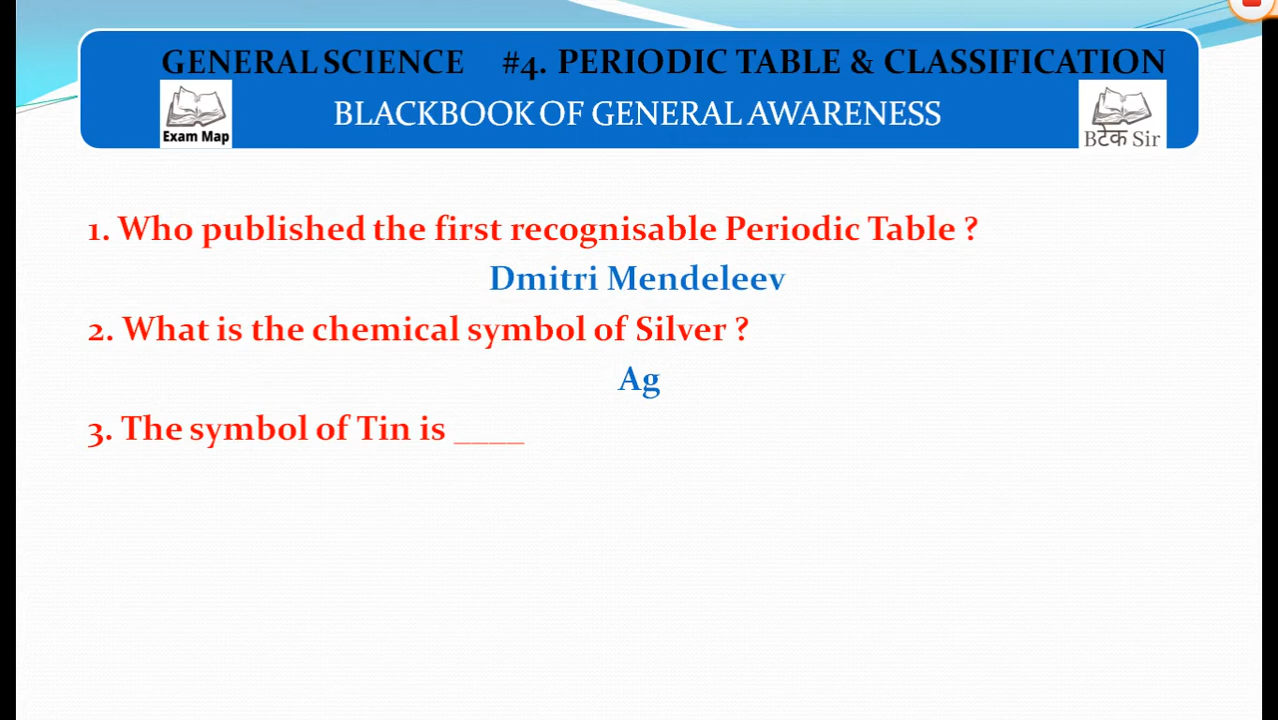 GENERAL SCIENCE #4. PERIODIC TABLE & CLASSIFICATION
BLACKBOOK OF GENERAL AWARENESS
Exam Map
Bटेक Sir
1. Who published the first recognisable Periodic Table ?
Dmitri Mendeleev
2. What is the chemical symbol of Silver ?
Ag
3. The symbol of Tin is ____